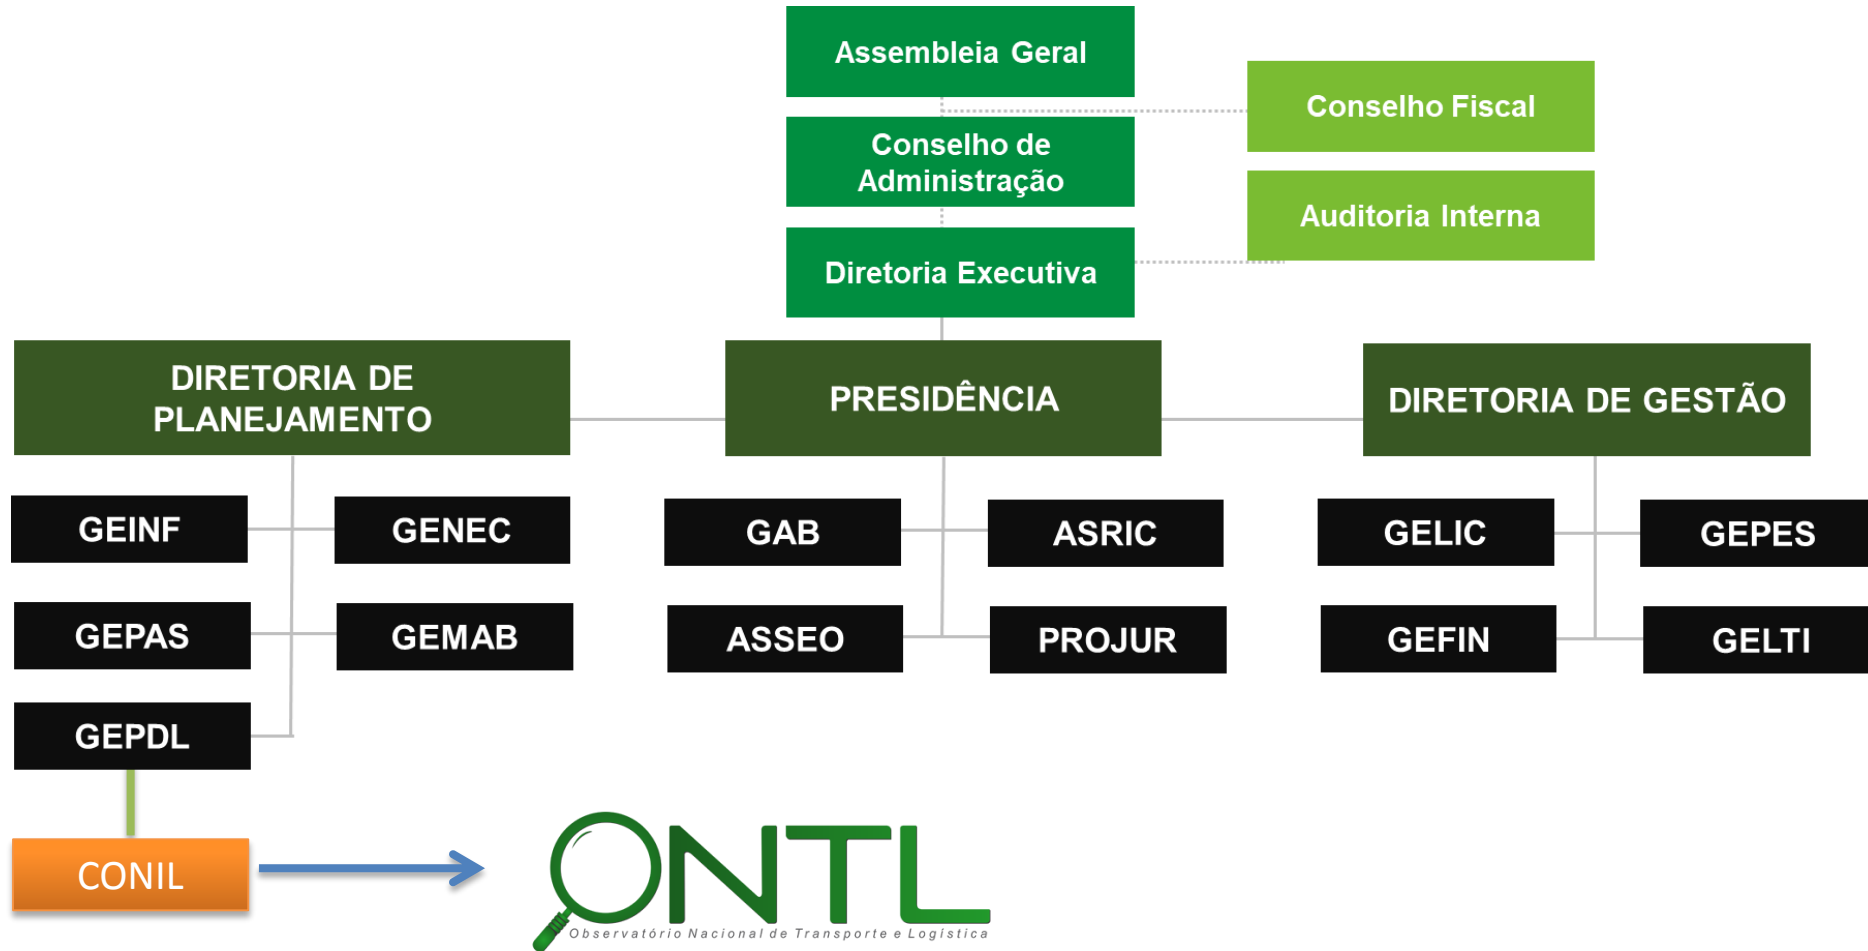 Assembleia Geral
Conselho Fiscal
Conselho de
Administração
Auditoria Interna
Diretoria Executiva
DIRETORIA DE
PLANEJAMENTO
PRESIDÊNCIA
DIRETORIA DE GESTÃO
GEINF
GENEC
GAB
ASRIC
GELIC
GEPES
GEPAS
GEMAB
ASSEO
PROJUR
GEFIN
GELTI
GEPDL
CONIL
ONTL
Observatório Nacional de Transporte e Logística